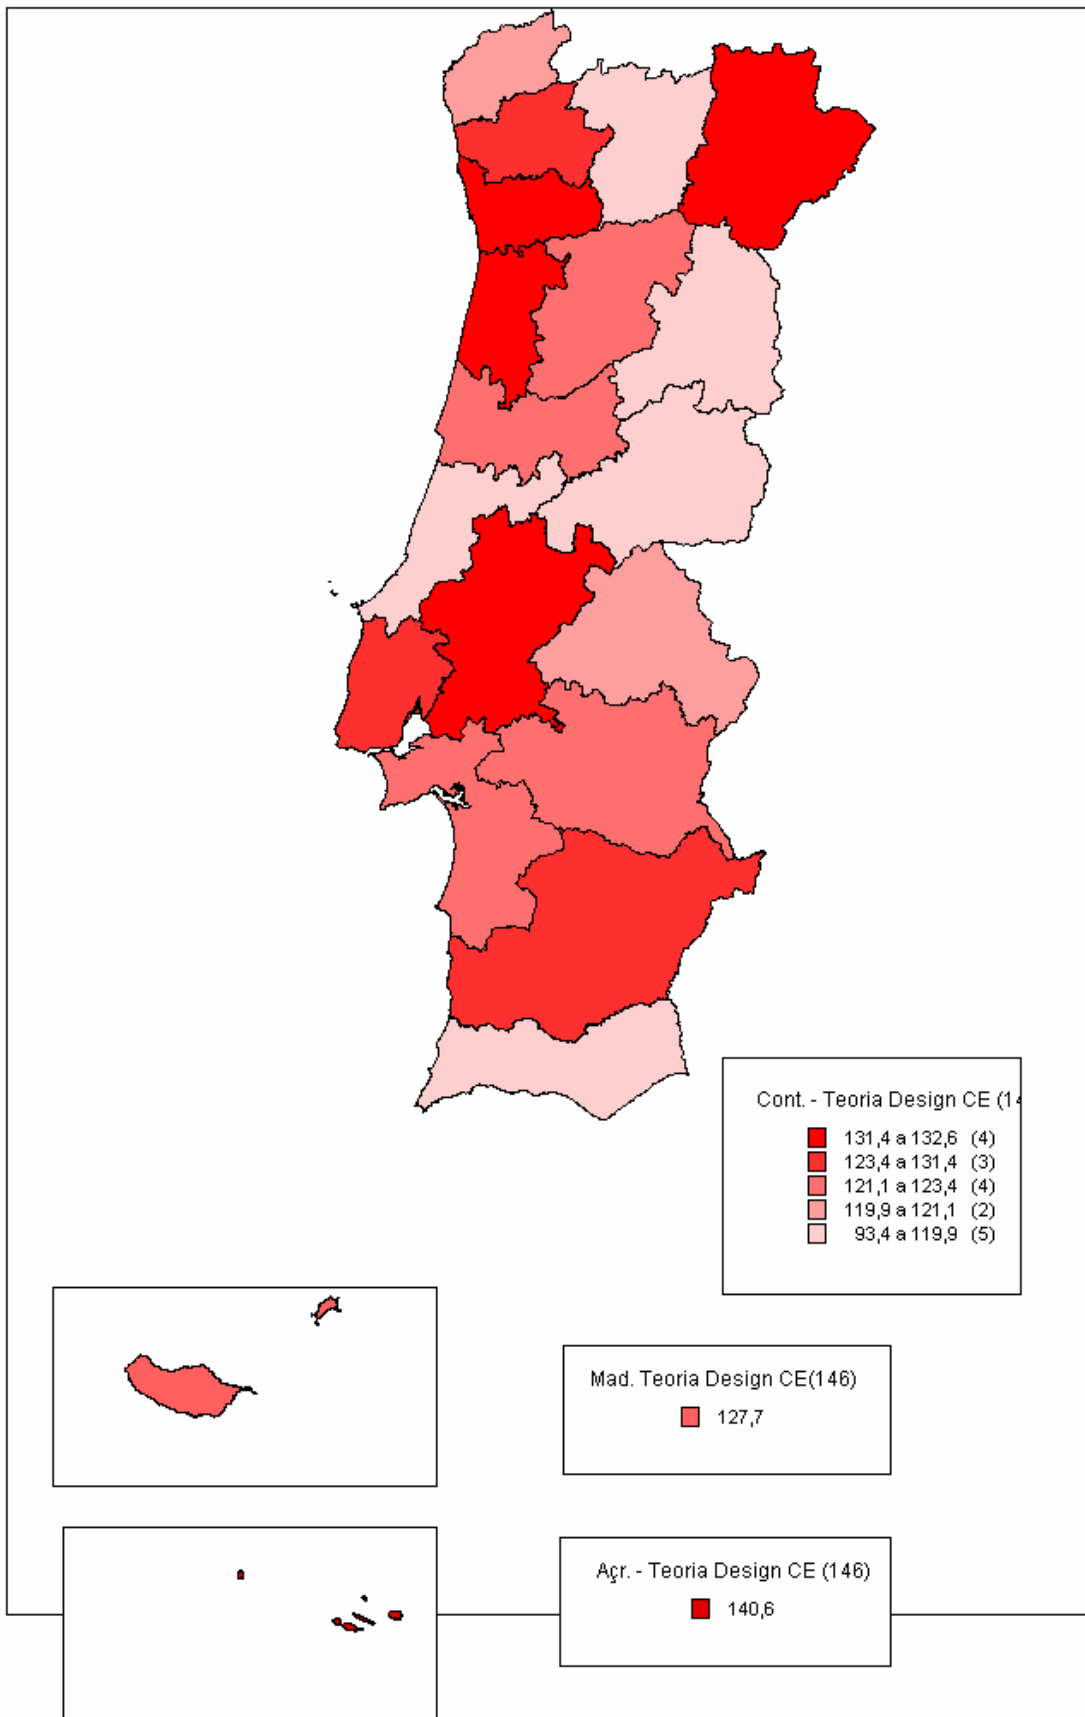 Cont. - Teoria Design CE (14
131,4 a 132,6 (4)
123,4 a 131,4 (3)
121,1 a 123,4 (4)
119,9 a 121,1 (2)
93,4 a 119,9 (5)
Mad. Teoria Design CE(146)
127,7
Açr. - Teoria Design CE (146)
140,6